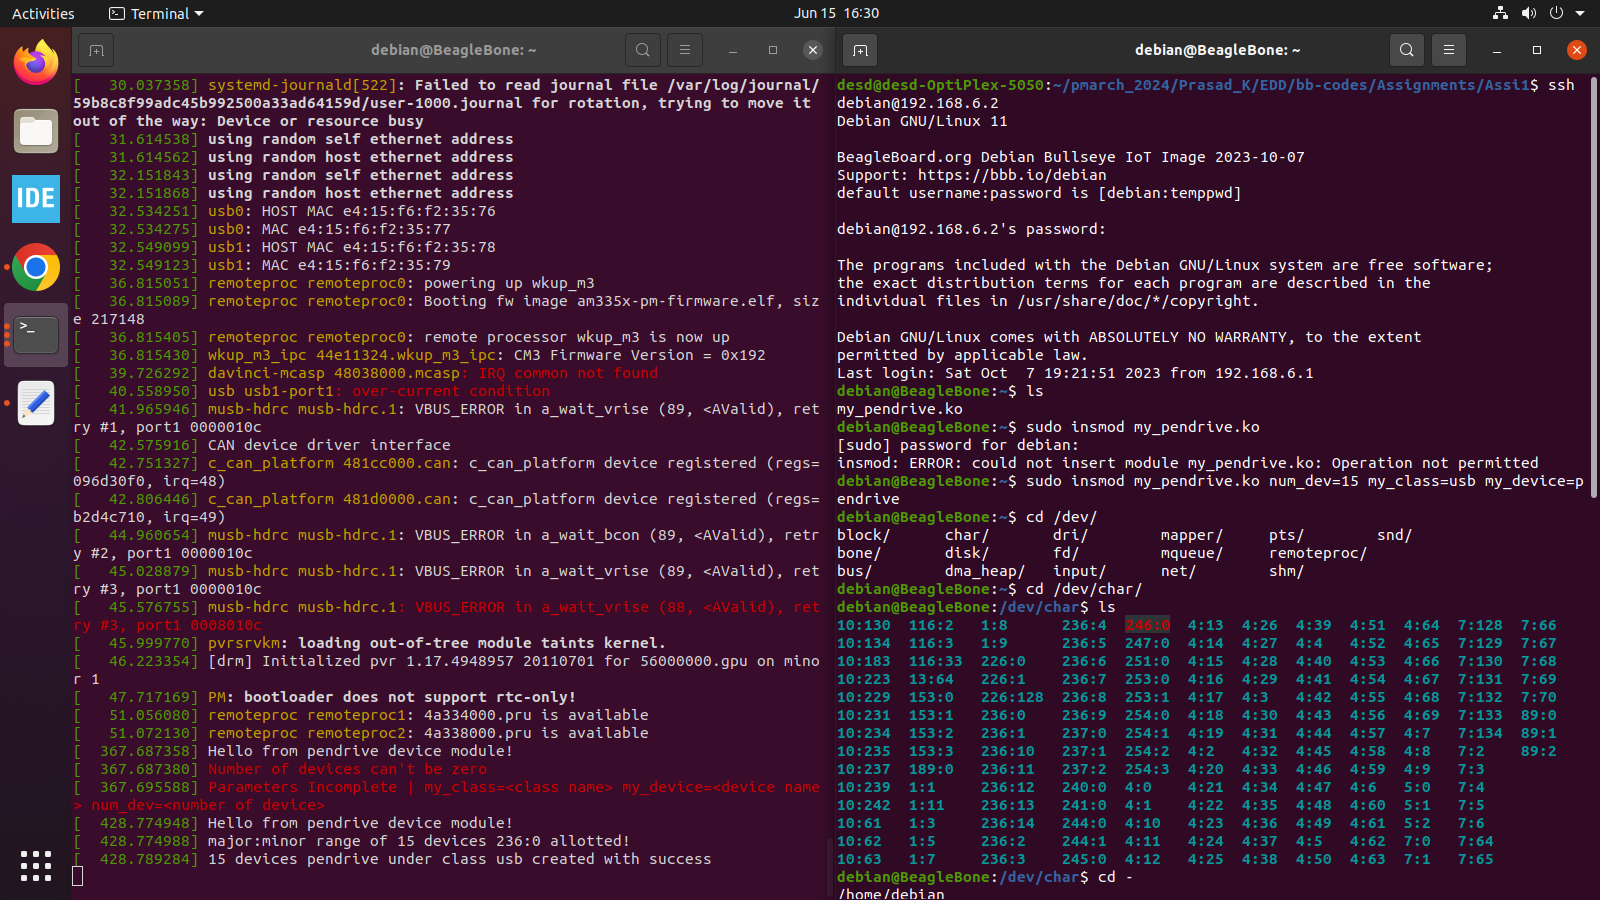 Activities
Terminal
Jun 15 16:30
debian@BeagleBone: ~
[   30.037358] systemd-journald[522]: Failed to read journal file /var/log/journal/
59b8c8f99adc45b992500a33ad64159d/user-1000.journal for rotation, trying to move it
out of the way: Device or resource busy
[   31.614538] using random self ethernet address
[   31.614562] using random host ethernet address
[   32.151843] using random self ethernet address
[   32.151868] using random host ethernet address
[   32.534251] usb0: HOST MAC e4:15:f6:f2:35:76
[   32.534275] usb0: MAC e4:15:f6:f2:35:77
[   32.549099] usb1: HOST MAC e4:15:f6:f2:35:78
[   32.549123] usb1: MAC e4:15:f6:f2:35:79
[   36.815051] remoteproc remoteproc0: powering up wkup_m3
[   36.815089] remoteproc remoteproc0: Booting fw image am335x-pm-firmware.elf, siz
e 217148
[   36.815405] remoteproc remoteproc0: remote processor wkup_m3 is now up
[   36.815430] wkup_m3_ipc 44e11324.wkup_m3_ipc: CM3 Firmware Version = 0x192
[   39.726292] davinci-mcasp 48038000.mcasp: IRQ common not found
[   40.558950] usb usb1-port1: over-current condition
[   41.965946] musb-hdrc musb-hdrc.1: VBUS_ERROR in a_wait_vrise (89, <AValid), ret
ry #1, port1 0000010c
[   42.575916] CAN device driver interface
[   42.751327] c_can_platform 481cc000.can: c_can_platform device registered (regs=
096d30f0, irq=48)
[   42.806446] c_can_platform 481d0000.can: c_can_platform device registered (regs=
b2d4c710, irq=49)
[   44.960654] musb-hdrc musb-hdrc.1: VBUS_ERROR in a_wait_bcon (89, <AValid), retr
y #2, port1 0000010c
[   45.028879] musb-hdrc musb-hdrc.1: VBUS_ERROR in a_wait_vrise (89, <AValid), ret
ry #3, port1 0000010c
[   45.576755] musb-hdrc musb-hdrc.1: VBUS_ERROR in a_wait_vrise (88, <AValid), ret
ry #3, port1 0008010c
[   45.999770] pvrsrvkm: loading out-of-tree module taints kernel.
[   46.223354] [drm] Initialized pvr 1.17.4948957 20110701 for 56000000.gpu on mino
r 1
[   47.717169] PM: bootloader does not support rtc-only!
[   51.056080] remoteproc remoteproc1: 4a334000.pru is available
[   51.072130] remoteproc remoteproc2: 4a338000.pru is available
[  367.687358] Hello from pendrive device module!
[  367.687380] Number of devices can't be zero
[  367.695588] Parameters Incomplete | my_class=<class name> my_device=<device name
> num_dev=<number of device>
[  428.774948] Hello from pendrive device module!
[  428.774988] major:minor range of 15 devices 236:0 allotted!
[  428.789284] 15 devices pendrive under class usb created with success
debian@BeagleBone: ~
desd@desd-OptiPlex-5050:~/pmarch_2024/Prasad_K/EDD/bb-codes/Assignments/Assi1$ ssh
debian@192.168.6.2
Debian GNU/Linux 11
BeagleBoard.org Debian Bullseye IoT Image 2023-10-07
Support: https://bbb.io/debian
default username:password is [debian:temppwd]
debian@192.168.6.2's password:
The programs included with the Debian GNU/Linux system are free software;
the exact distribution terms for each program are described in the
individual files in /usr/share/doc/*/copyright.
Debian GNU/Linux comes with ABSOLUTELY NO WARRANTY, to the extent
permitted by applicable law.
Last login: Sat Oct  7 19:21:51 2023 from 192.168.6.1
debian@BeagleBone:~$ ls
my_pendrive.ko
debian@BeagleBone:~$ sudo insmod my_pendrive.ko
[sudo] password for debian:
insmod: ERROR: could not insert module my_pendrive.ko: Operation not permitted
debian@BeagleBone:~$ sudo insmod my_pendrive.ko num_dev=15 my_class=usb my_device=p
endrive
debian@BeagleBone:~$ cd /dev/
block/      char/       dri/        mapper/     pts/        snd/
bone/       disk/       fd/         mqueue/     remoteproc/
bus/        dma_heap/   input/      net/        shm/
debian@BeagleBone:~$ cd /dev/char/
debian@BeagleBone:/dev/char$ ls
10:130  116:2   1:8      236:4  246:0  4:13  4:26  4:39  4:51  4:64  7:128  7:66
10:134  116:3   1:9      236:5  247:0  4:14  4:27  4:4   4:52  4:65  7:129  7:67
10:183  116:33  226:0    236:6  251:0  4:15  4:28  4:40  4:53  4:66  7:130  7:68
10:223  13:64   226:1    236:7  253:0  4:16  4:29  4:41  4:54  4:67  7:131  7:69
10:229  153:0   226:128  236:8  253:1  4:17  4:3   4:42  4:55  4:68  7:132  7:70
10:231  153:1   236:0    236:9  254:0  4:18  4:30  4:43  4:56  4:69  7:133  89:0
10:234  153:2   236:1    237:0  254:1  4:19  4:31  4:44  4:57  4:7   7:134  89:1
10:235  153:3   236:10   237:1  254:2  4:2   4:32  4:45  4:58  4:8   7:2    89:2
10:237  189:0   236:11   237:2  254:3  4:20  4:33  4:46  4:59  4:9   7:3
10:239  1:1     236:12   240:0  4:0    4:21  4:34  4:47  4:6   5:0   7:4
10:242  1:11    236:13   241:0  4:1    4:22  4:35  4:48  4:60  5:1   7:5
10:61   1:3     236:14   244:0  4:10   4:23  4:36  4:49  4:61  5:2   7:6
10:62   1:5     236:2    244:1  4:11   4:24  4:37  4:5   4:62  7:0   7:64
10:63   1:7     236:3    245:0  4:12   4:25  4:38  4:50  4:63  7:1   7:65
debian@BeagleBone:/dev/char$ cd -
/home/debian
IDE
>_